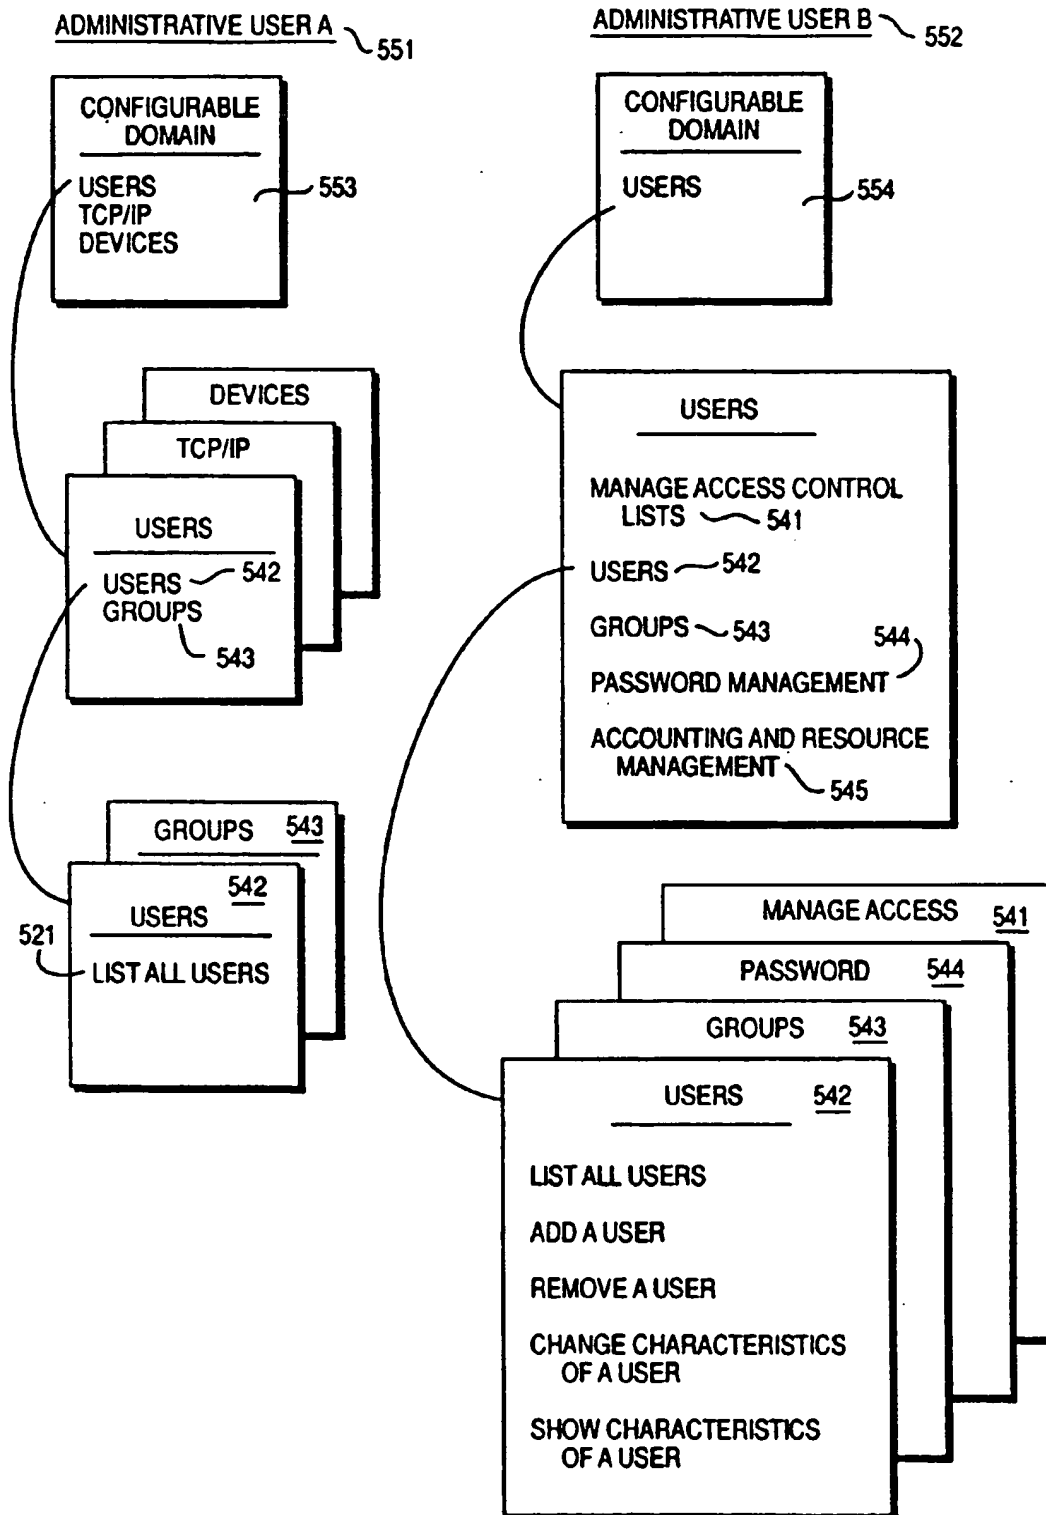 ADMINISTRATIVE USER A
551
CONFIGURABLE
DOMAIN
USERS
TCP/IP
DEVICES
553
DEVICES
TCP/IP
USERS
USERS
542
GROUPS
543
GROUPS
543
542
USERS
521
LIST ALL USERS
ADMINISTRATIVE USER B
552
CONFIGURABLE
DOMAIN
USERS
554
USERS
MANAGE ACCESS CONTROL
LISTS
541
USERS
542
GROUPS
543
544
PASSWORD MANAGEMENT
ACCOUNTING AND RESOURCE
MANAGEMENT
545
MANAGE ACCESS
541
PASSWORD
544
GROUPS
543
USERS
542
LIST ALL USERS
ADD A USER
REMOVE A USER
CHANGE CHARACTERISTICS
OF A USER
SHOW CHARACTERISTICS
OF A USER